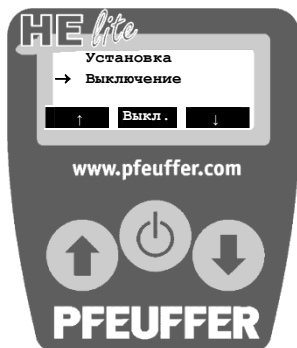 HE lite
Установка
→ Выключение
↑ Выкл. ↓
www.pfeuffer.com
PFEUFFER